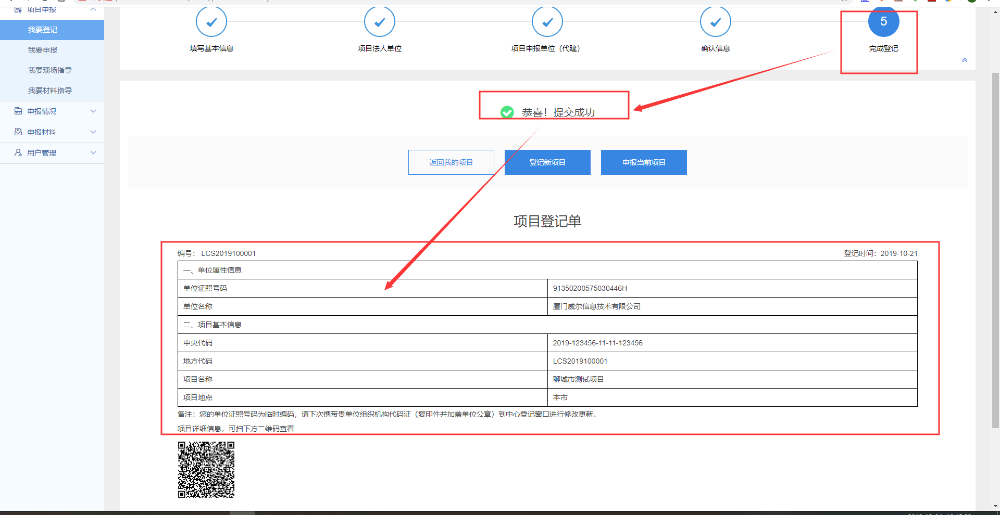 项目申报
我要登记
我要申报
我要现场指导
我要材料指导
申报情况
申报材料
用户管理
填写基本信息
项目法人单位
项目申报单位（代建）
确认信息
5
完成登记
恭喜！提交成功
返回我的项目
登记新项目
申报当前项目
项目登记单
编号： LCS2019100001
登记时间：2019-10-21
一、单位属性信息
单位证照号码 91350200575030446H
单位名称 厦门威尔信息技术有限公司
二、项目基本信息
中央代码 2019-123456-11-11-123456
地方代码 LCS2019100001
项目名称 聊城市测试项目
项目地点 本市
备注：您的单位证照号码为临时编码，请下次携带贵单位组织机构代码证（复印件并加盖单位公章）到中心登记窗口进行修改更新。
项目详细信息，可扫下方二维码查看